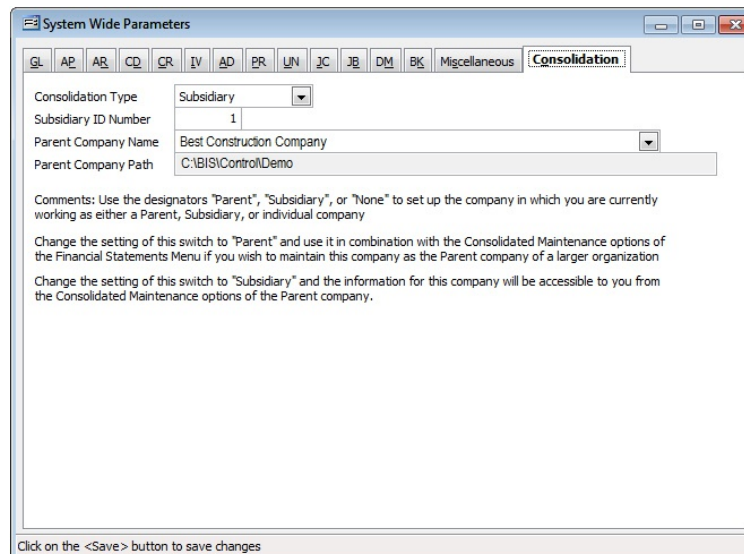 System Wide Parameters
GL AP AR CD CR IV AD PR UN JC JB DM BK Miscellaneous Consolidation
Consolidation Type Subsidiary
Subsidiary ID Number 1
Parent Company Name Best Construction Company
Parent Company Path C:\BIS\Control\Demo
Comments: Use the designators "Parent", "Subsidiary", or "None" to set up the company in which you are currently
working as either a Parent, Subsidiary, or individual company
Change the setting of this switch to "Parent" and use it in combination with the Consolidated Maintenance options of
the Financial Statements Menu if you wish to maintain this company as the Parent company of a larger organization
Change the setting of this switch to "Subsidiary" and the information for this company will be accessible to you from
the Consolidated Maintenance options of the Parent company.
Click on the <Save> button to save changes